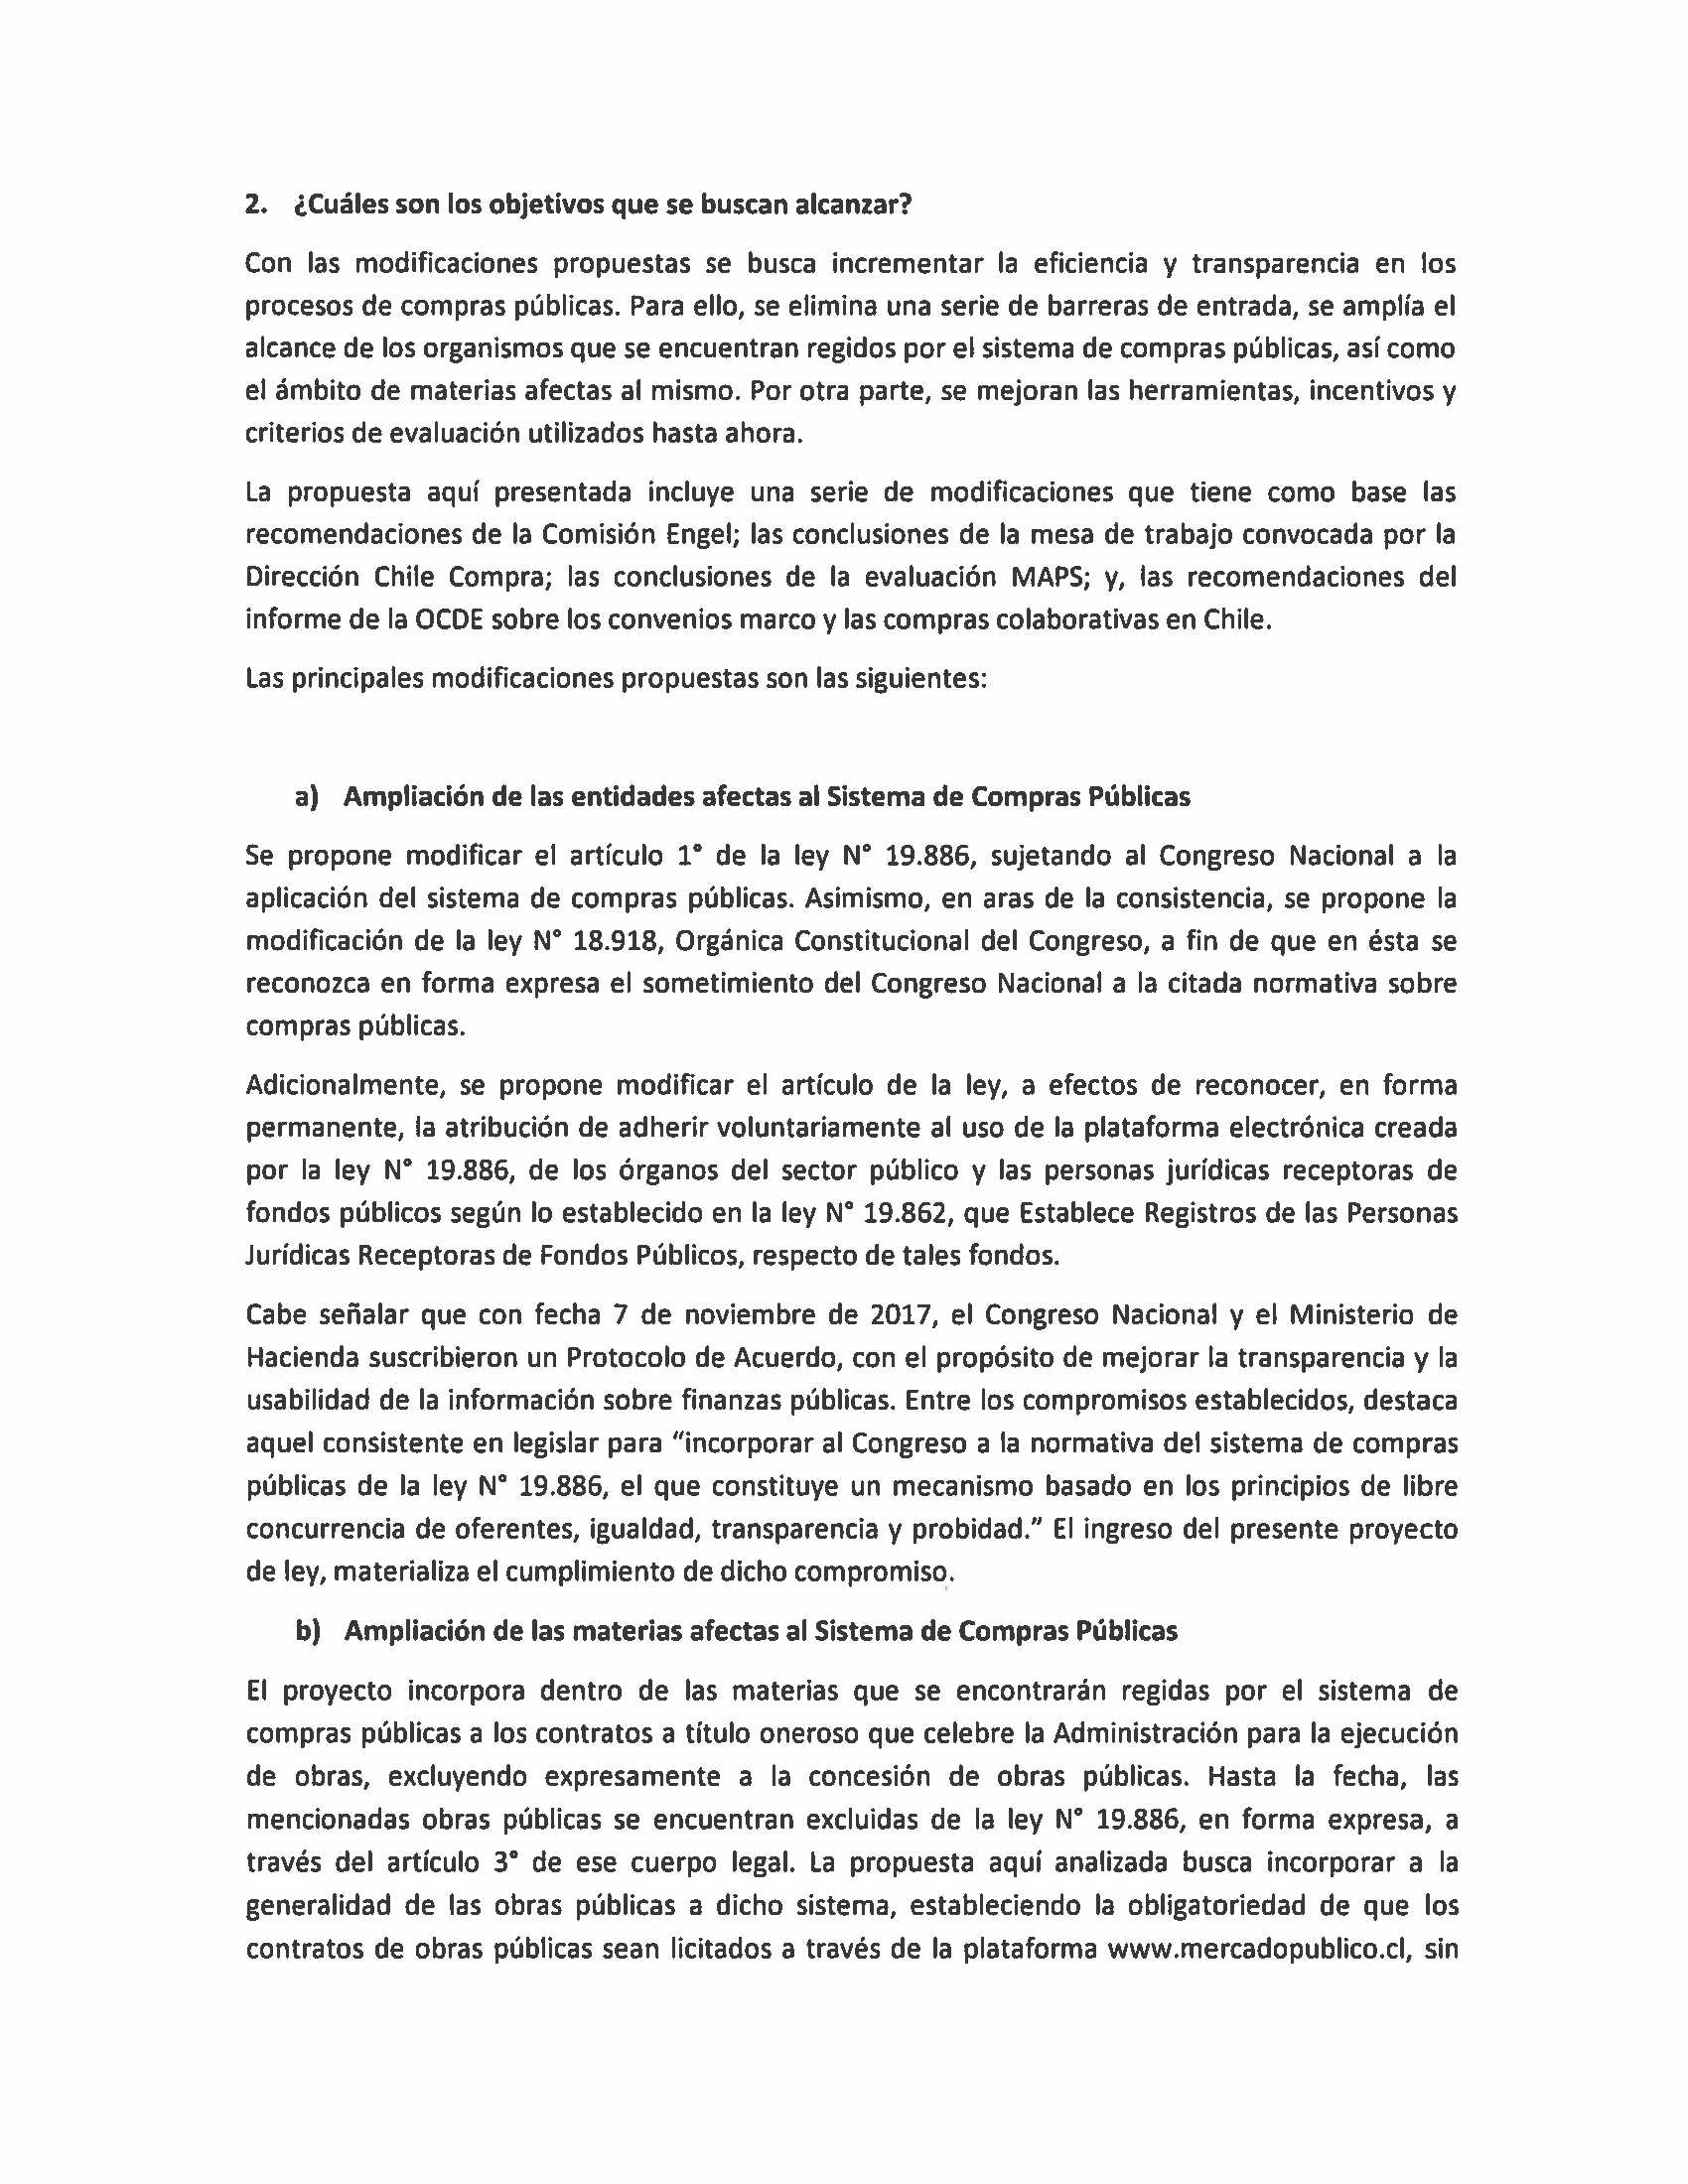 2. ¿Cuáles son los objetivos que se buscan alcanzar?
Con las modificaciones propuestas se busca incrementar la eficiencia y transparencia en los
procesos de compras públicas. Para ello, se elimina una serie de barreras de entrada, se amplía el
alcance de los organismos que se encuentran regidos por el sistema de compras públicas, así como
el ámbito de materias afectas al mismo. Por otra parte, se mejoran las herramientas, incentivos y
criterios de evaluación utilizados hasta ahora.
La propuesta aquí presentada incluye una serie de modificaciones que tiene como base las
recomendaciones de la Comisión Engel; las conclusiones de la mesa de trabajo convocada por la
Dirección Chile Compra; las conclusiones de la evaluación MAPS; y, las recomendaciones del
informe de la OCDE sobre los convenios marco y las compras colaborativas en Chile.
Las principales modificaciones propuestas son las siguientes:
a) Ampliación de las entidades afectas al Sistema de Compras Públicas
Se propone modificar el artículo 1° de la ley N° 19.886, sujetando al Congreso Nacional a la
aplicación del sistema de compras públicas. Asimismo, en aras de la consistencia, se propone la
modificación de la ley N° 18.918, Orgánica Constitucional del Congreso, a fin de que en ésta se
reconozca en forma expresa el sometimiento del Congreso Nacional a la citada normativa sobre
compras públicas.
Adicionalmente, se propone modificar el artículo de la ley, a efectos de reconocer, en forma
permanente, la atribución de adherir voluntariamente al uso de la plataforma electrónica creada
por la ley N° 19.886, de los órganos del sector público y las personas jurídicas receptoras de
fondos públicos según lo establecido en la ley N° 19.862, que Establece Registros de las Personas
Jurídicas Receptoras de Fondos Públicos, respecto de tales fondos.
Cabe señalar que con fecha 7 de noviembre de 2017, el Congreso Nacional y el Ministerio de
Hacienda suscribieron un Protocolo de Acuerdo, con el propósito de mejorar la transparencia y la
usabilidad de la información sobre finanzas públicas. Entre los compromisos establecidos, destaca
aquel consistente en legislar para "incorporar al Congreso a la normativa del sistema de compras
públicas de la ley N° 19.886, el que constituye un mecanismo basado en los principios de libre
concurrencia de oferentes, igualdad, transparencia y probidad." El ingreso del presente proyecto
de ley, materializa el cumplimiento de dicho compromiso.
b) Ampliación de las materias afectas al Sistema de Compras Públicas
El proyecto incorpora dentro de las materias que se encontrarán regidas por el sistema de
compras públicas a los contratos a título oneroso que celebre la Administración para la ejecución
de obras, excluyendo expresamente a la concesión de obras públicas. Hasta la fecha, las
mencionadas obras públicas se encuentran excluidas de la ley N° 19.886, en forma expresa, a
través del artículo 3° de ese cuerpo legal. La propuesta aquí analizada busca incorporar a la
generalidad de las obras públicas a dicho sistema, estableciendo la obligatoriedad de que los
contratos de obras públicas sean licitados a través de la plataforma www.mercadopublico.cl, sin